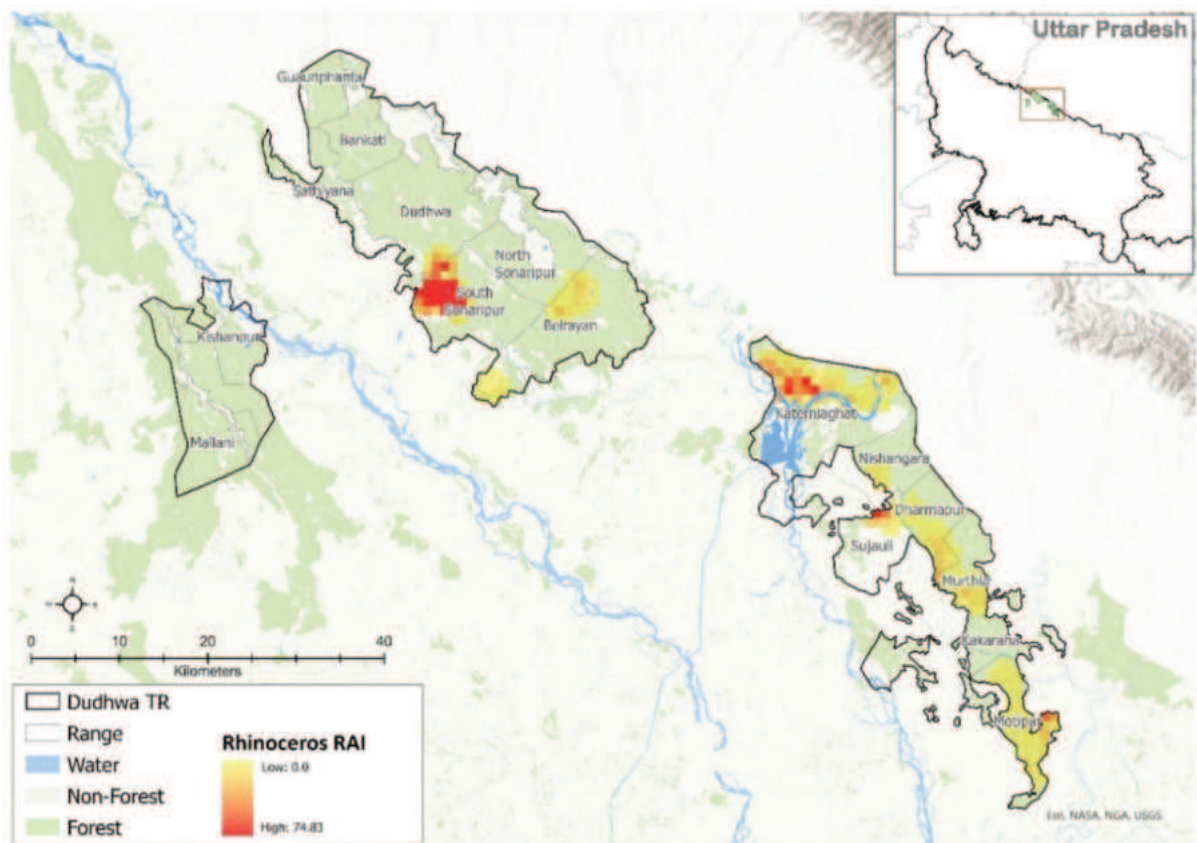 Uttar Pradesh
Gauriphanta
Bankati
Sathiyana
Dudhwa
North
Sonaripur
South
Sonaripur
Belrayan
Kishanpur
Mailani
Katerniaghat
Nishangara
Dharmapur
Sujauli
Murthia
Kakaraha
Motipur
0 10 20 40
Kilometers
Dudhwa TR
Range
Water
Non-Forest
Forest
Rhinoceros RAI
Low: 0.0
High: 74.83
Esri, NASA, NGA, USGS